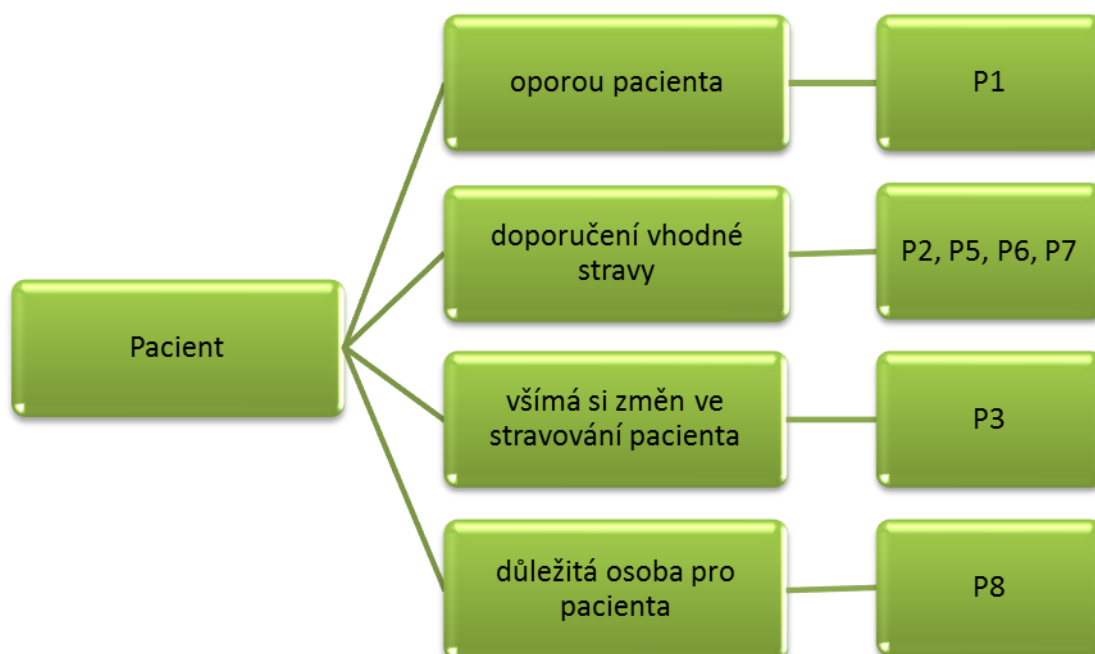 Pacient
oporou pacienta
P1
doporučení vhodné
stravy
P2, P5, P6, P7
všímá si změn ve
stravování pacienta
P3
důležitá osoba pro
pacienta
P8